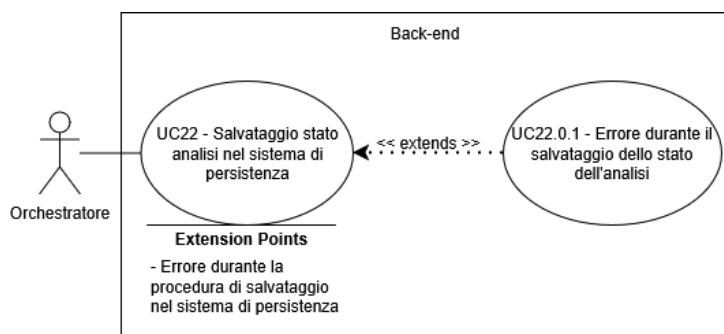 Back-end
UC22 - Salvataggio stato
analisi nel sistema di
persistenza
<< extends >>
UC22.0.1 - Errore durante il
salvataggio dello stato
dell'analisi
Orchestratore
Extension Points
- Errore durante la
procedura di salvataggio
nel sistema di persistenza